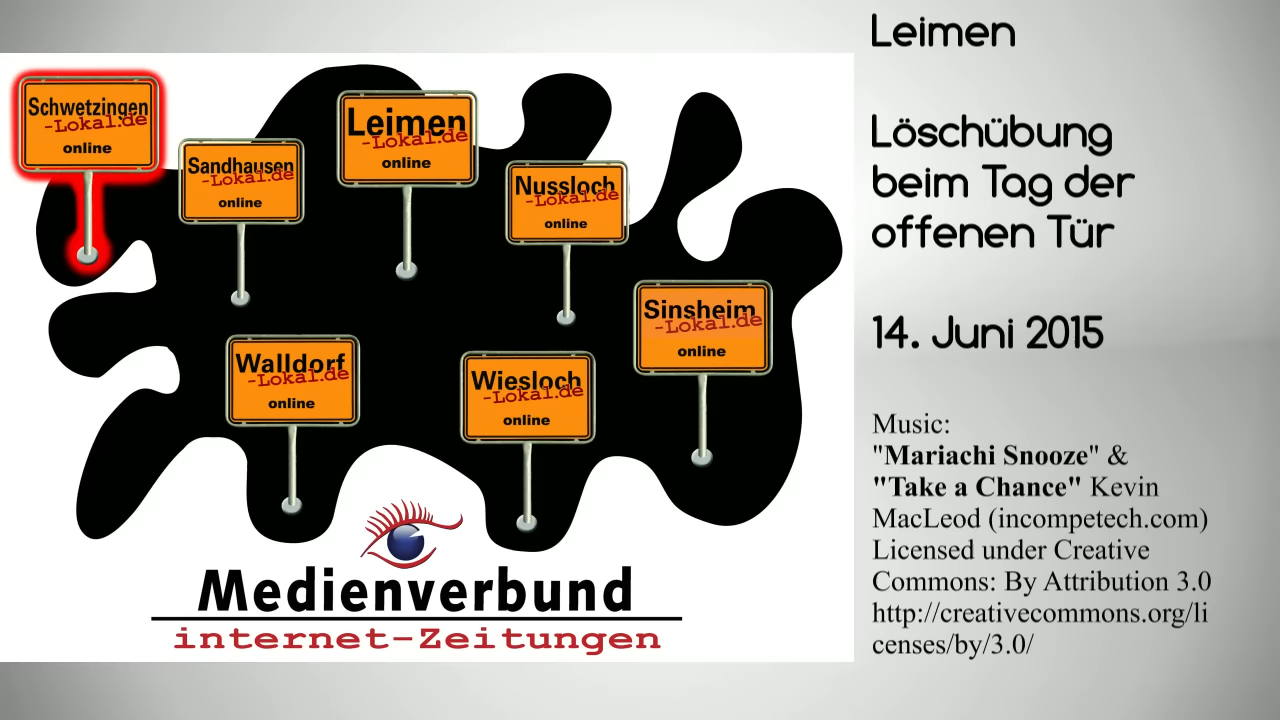 Schwetzingen
-Lokal.de
online
Sandhausen
-Lokal.de
online
Leimen
-Lokal.de
online
Nussloch
-Lokal.de
online
Sinsheim
-Lokal.de
online
Walldorf
-Lokal.de
online
Wiesloch
-Lokal.de
online
Medienverbund
internet-Zeitungen
Leimen
Löschübung
beim Tag der
offenen Tür
14. Juni 2015
Music:
"Mariachi Snooze" &
"Take a Chance" Kevin
MacLeod (incompetech.com)
Licensed under Creative
Commons: By Attribution 3.0
http://creativecommons.org/li
censes/by/3.0/